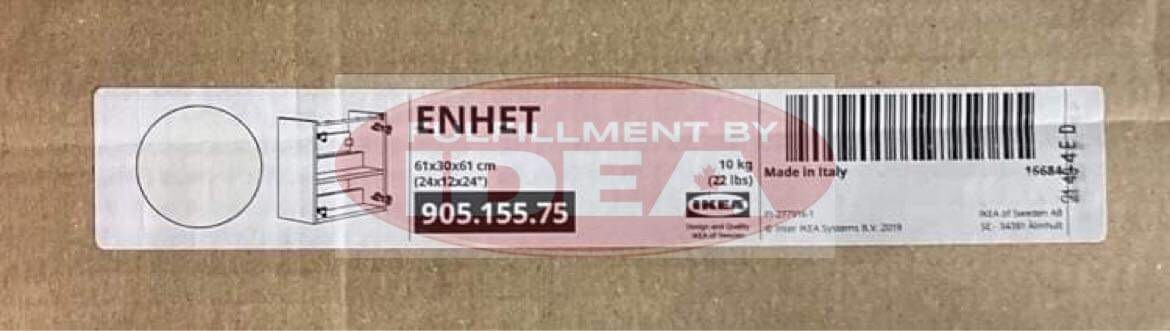 ENHET
FULFILLMENT BY
IDEA
61x30x61 cm
(24x12x24")
905.155.75
10 kg
(22 lbs)
IKEA
Design and Quality
IKEA of Sweden
Made in Italy
© Inter IKEA Systems B.V. 2019
IKEA of Sweden AB
SE - 34381 Älmhult